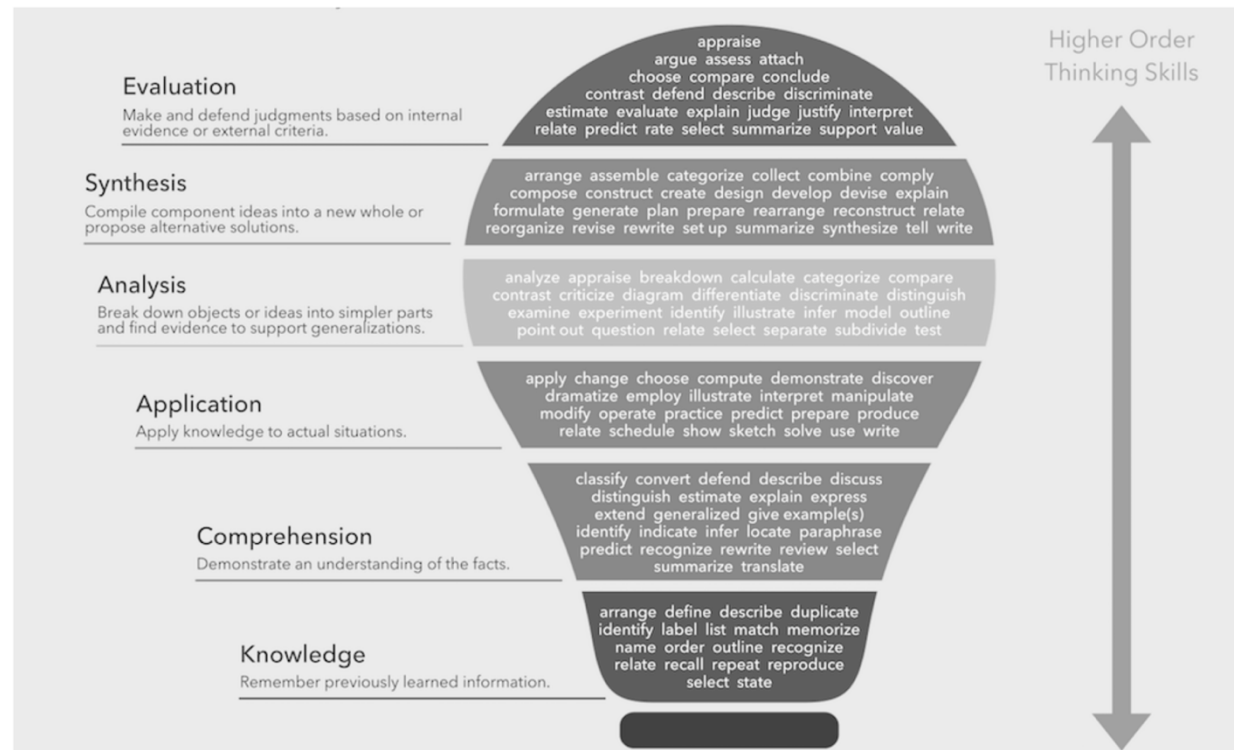 Higher Order
Thinking Skills
Evaluation
Make and defend judgments based on internal
evidence or external criteria.
appraise
argue assess attach
choose compare conclude
contrast defend describe discriminate
estimate evaluate explain judge justify interpret
relate predict rate select summarize support value
Synthesis
Compile component ideas into a new whole or
propose alternative solutions.
arrange assemble categorize collect combine comply
compose construct create design develop devise explain
formulate generate plan prepare rearrange reconstruct relate
reorganize revise rewrite set up summarize synthesize tell write
Analysis
Break down objects or ideas into simpler parts
and find evidence to support generalizations.
analyze appraise breakdown calculate categorize compare
contrast criticize diagram differentiate discriminate distinguish
examine experiment identify illustrate infer model outline
point out question relate select separate subdivide test
Application
Apply knowledge to actual situations.
apply change choose compute demonstrate discover
dramatize employ illustrate interpret manipulate
modify operate practice predict prepare produce
relate schedule show sketch solve use write
Comprehension
Demonstrate an understanding of the facts.
classify convert defend describe discuss
distinguish estimate explain express
extend generalized give example(s)
identify indicate infer locate paraphrase
predict recognize rewrite review select
summarize translate
Knowledge
Remember previously learned information.
arrange define describe duplicate
identify label list match memorize
name order outline recognize
relate recall repeat reproduce
select state